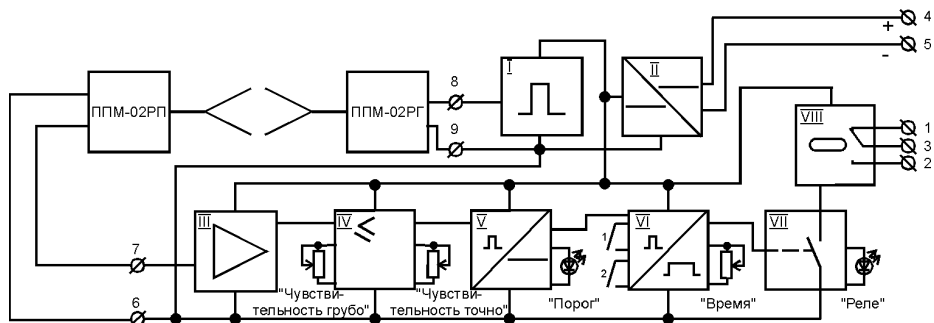 4
+
5
-
I
II
8
ППМ-02РП
ППМ-02РГ
9
VIII
1
3
2
III
IV
V
VI
VII
<
1
2
7
6
"Чувстви-
тельность грубо"
"Чувстви-
тельность точно"
"Порог"
"Время"
"Реле"